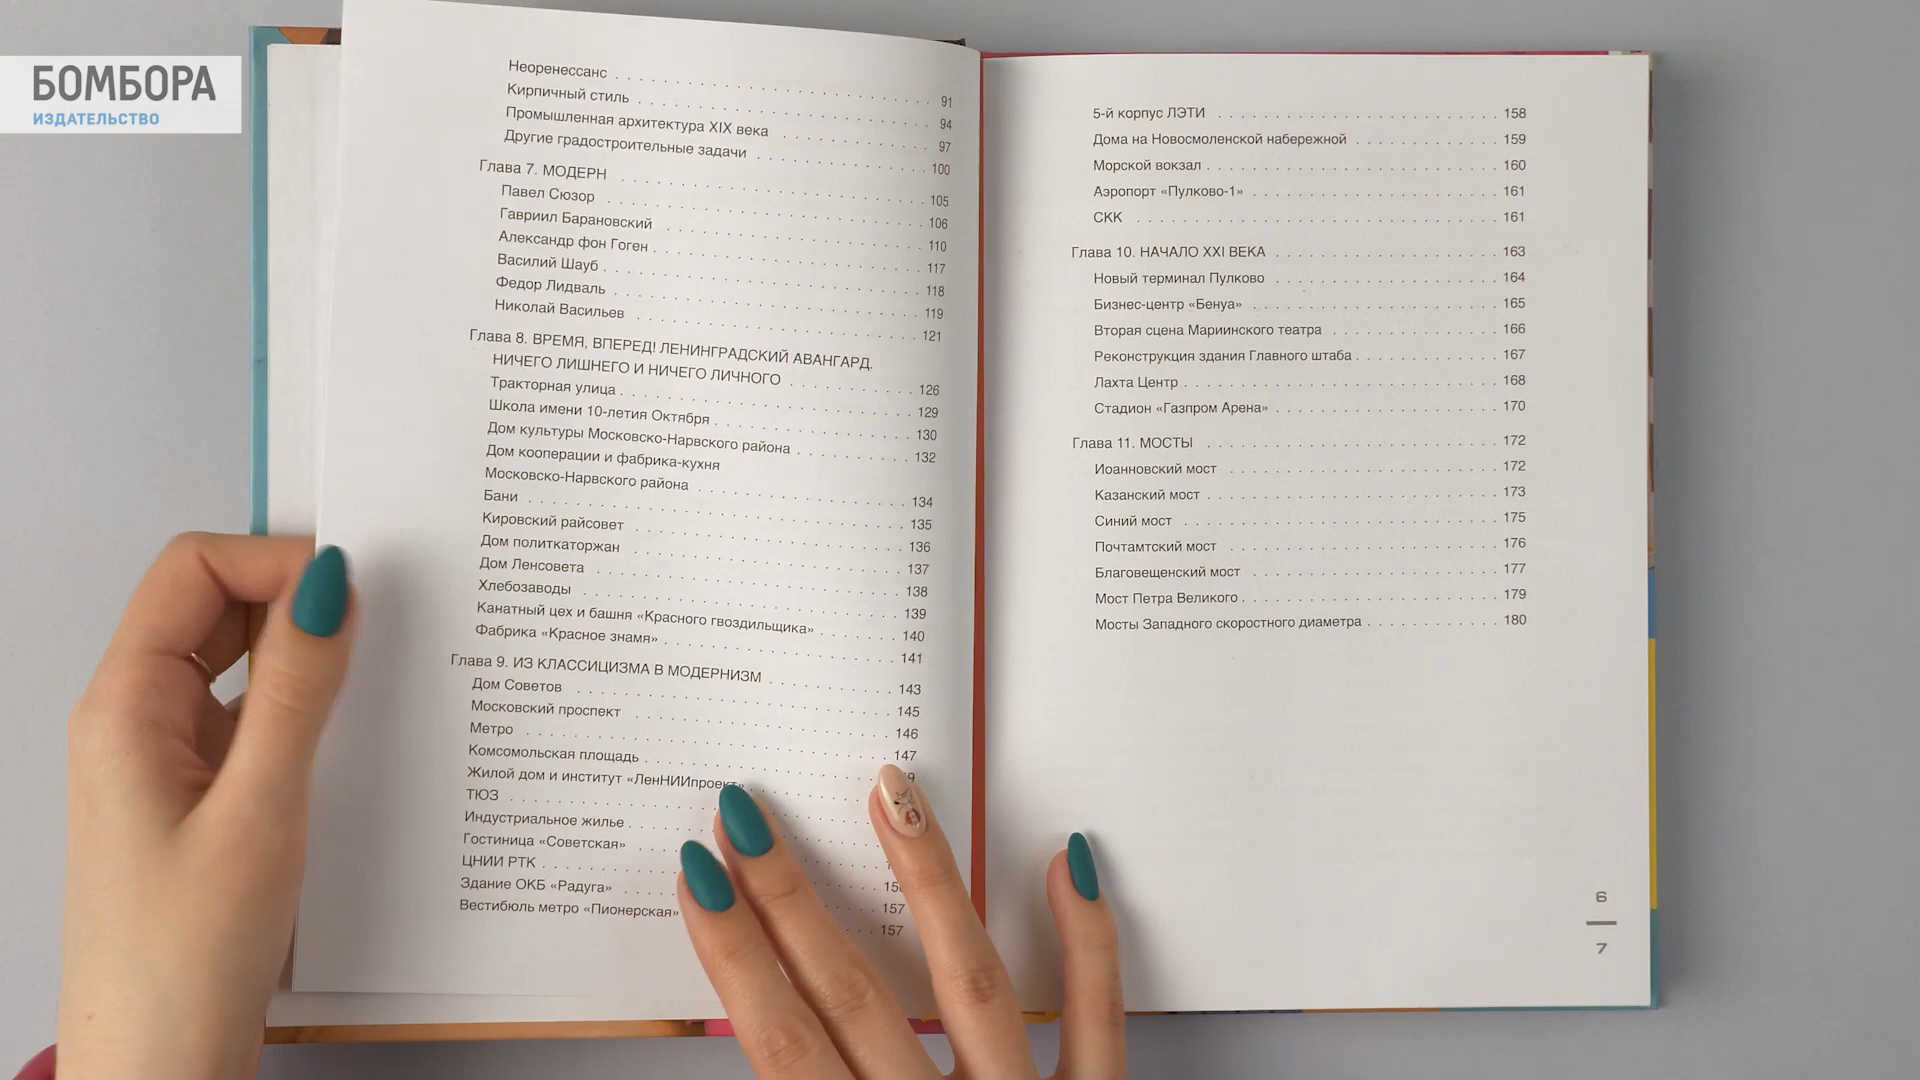 БОМБОРА
ИЗДАТЕЛЬСТВО
Неоренессанс . . . 91
Кирпичный стиль . . . 94
Промышленная архитектура XIX века . . . 97
Другие градостроительные задачи . . . 100
Глава 7. МОДЕРН . . . 105
Павел Сюзор . . . 106
Гавриил Барановский . . . 110
Александр фон Гоген . . . 117
Василий Шауб . . . 118
Федор Лидваль . . . 119
Николай Васильев . . . 121
Глава 8. ВРЕМЯ, ВПЕРЕД! ЛЕНИНГРАДСКИЙ АВАНГАРД.
НИЧЕГО ЛИШНЕГО И НИЧЕГО ЛИЧНОГО . . . 126
Тракторная улица . . . 129
Школа имени 10-летия Октября . . . 130
Дом культуры Московско-Нарвского района . . . 132
Дом кооперации и фабрика-кухня
Московско-Нарвского района . . . 134
Бани . . . 135
Кировский райсовет . . . 136
Дом политкаторжан . . . 137
Дом Ленсовета . . . 138
Хлебозаводы . . . 139
Канатный цех и башня «Красного гвоздильщика» . . . 140
Фабрика «Красное знамя» . . . 141
Глава 9. ИЗ КЛАССИЦИЗМА В МОДЕРНИЗМ . . . 143
Дом Советов . . . 145
Московский проспект . . . 146
Метро . . . 147
Комсомольская площадь
Жилой дом и институт «ЛенНИИпроект»
ТЮЗ
Индустриальное жилье
Гостиница «Советская»
ЦНИИ РТК
Здание ОКБ «Радуга» . . . 157
Вестибюль метро «Пионерская» . . . 157
5-й корпус ЛЭТИ . . . 158
Дома на Новосмоленской набережной . . . 159
Морской вокзал . . . 160
Аэропорт «Пулково-1» . . . 161
СКК . . . 161
Глава 10. НАЧАЛО XXI ВЕКА . . . 163
Новый терминал Пулково . . . 164
Бизнес-центр «Бенуа» . . . 165
Вторая сцена Мариинского театра . . . 166
Реконструкция здания Главного штаба . . . 167
Лахта Центр . . . 168
Стадион «Газпром Арена» . . . 170
Глава 11. МОСТЫ . . . 172
Иоанновский мост . . . 172
Казанский мост . . . 173
Синий мост . . . 175
Почтамтский мост . . . 176
Благовещенский мост . . . 177
Мост Петра Великого . . . 179
Мосты Западного скоростного диаметра . . . 180
6
7